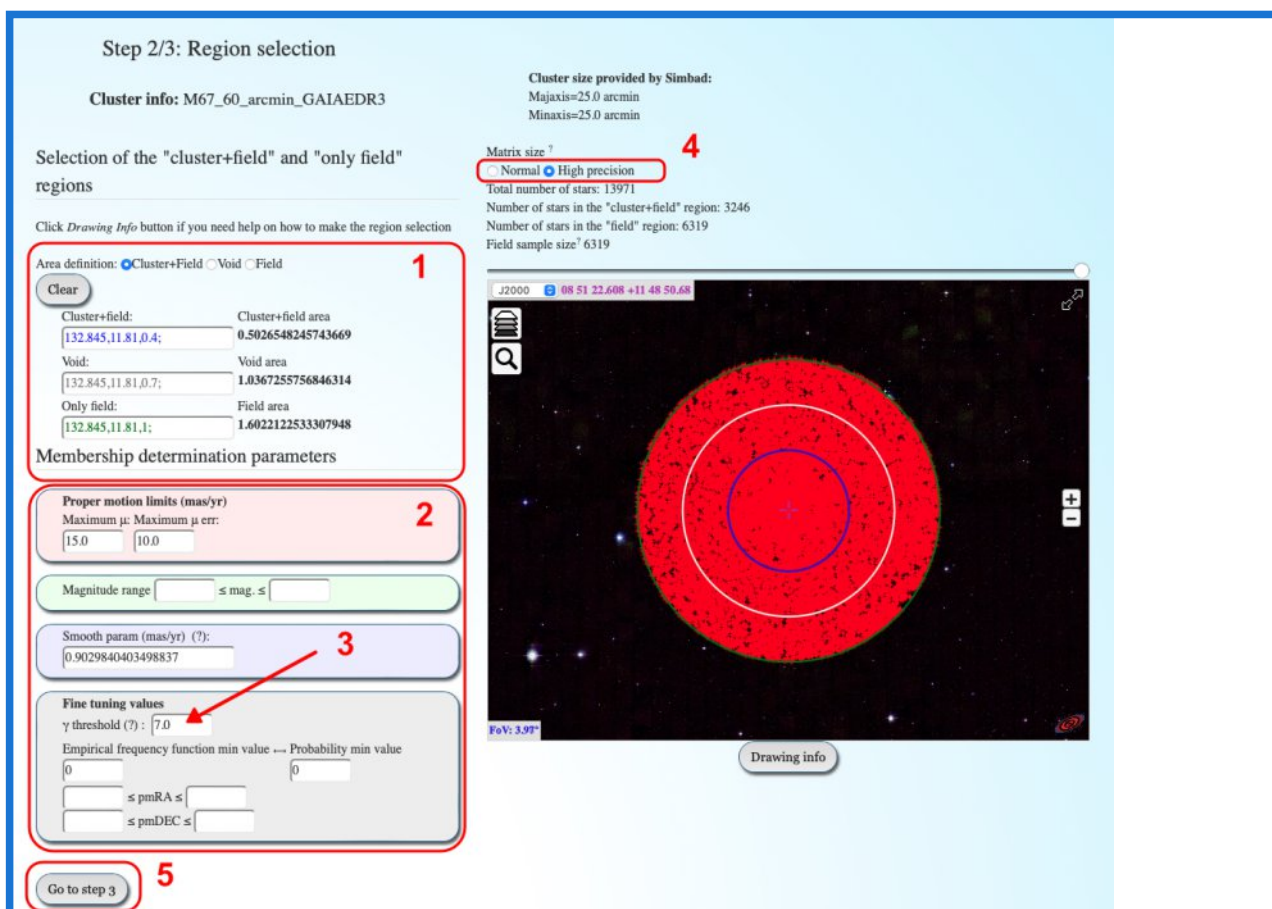 Step 2/3: Region selection
Cluster info: M67_60_arcmin_GAIAEDR3
Selection of the "cluster+field" and "only field"
regions
Click Drawing Info button if you need help on how to make the region selection
1
Area definition: Cluster+Field Void Field
Clear
Cluster+field: Cluster+field area
132.845,11.81,0.4; 0.5026548245743669
Void: Void area
132.845,11.81,0.7; 1.0367255756846314
Only field: Field area
132.845,11.81,1; 1.6022122533307948
Membership determination parameters
2
Proper motion limits (mas/yr)
Maximum μ: Maximum μ err:
15.0 10.0
Magnitude range ≤ mag. ≤
Smooth param (mas/yr) (?):
0.9029840403498837
3
Fine tuning values
γ threshold (?) : 7.0
Empirical frequency function min value ↔ Probability min value
0 0
≤ pmRA ≤
≤ pmDEC ≤
Go to step 3
5
Cluster size provided by Simbad:
Majaxis=25.0 arcmin
Minaxis=25.0 arcmin
Matrix size ?
4
Normal High precision
Total number of stars: 13971
Number of stars in the "cluster+field" region: 3246
Number of stars in the "field" region: 6319
Field sample size? 6319
J2000 08 51 22.608 +11 48 50.68
+
−
FoV: 3.97°
Drawing info